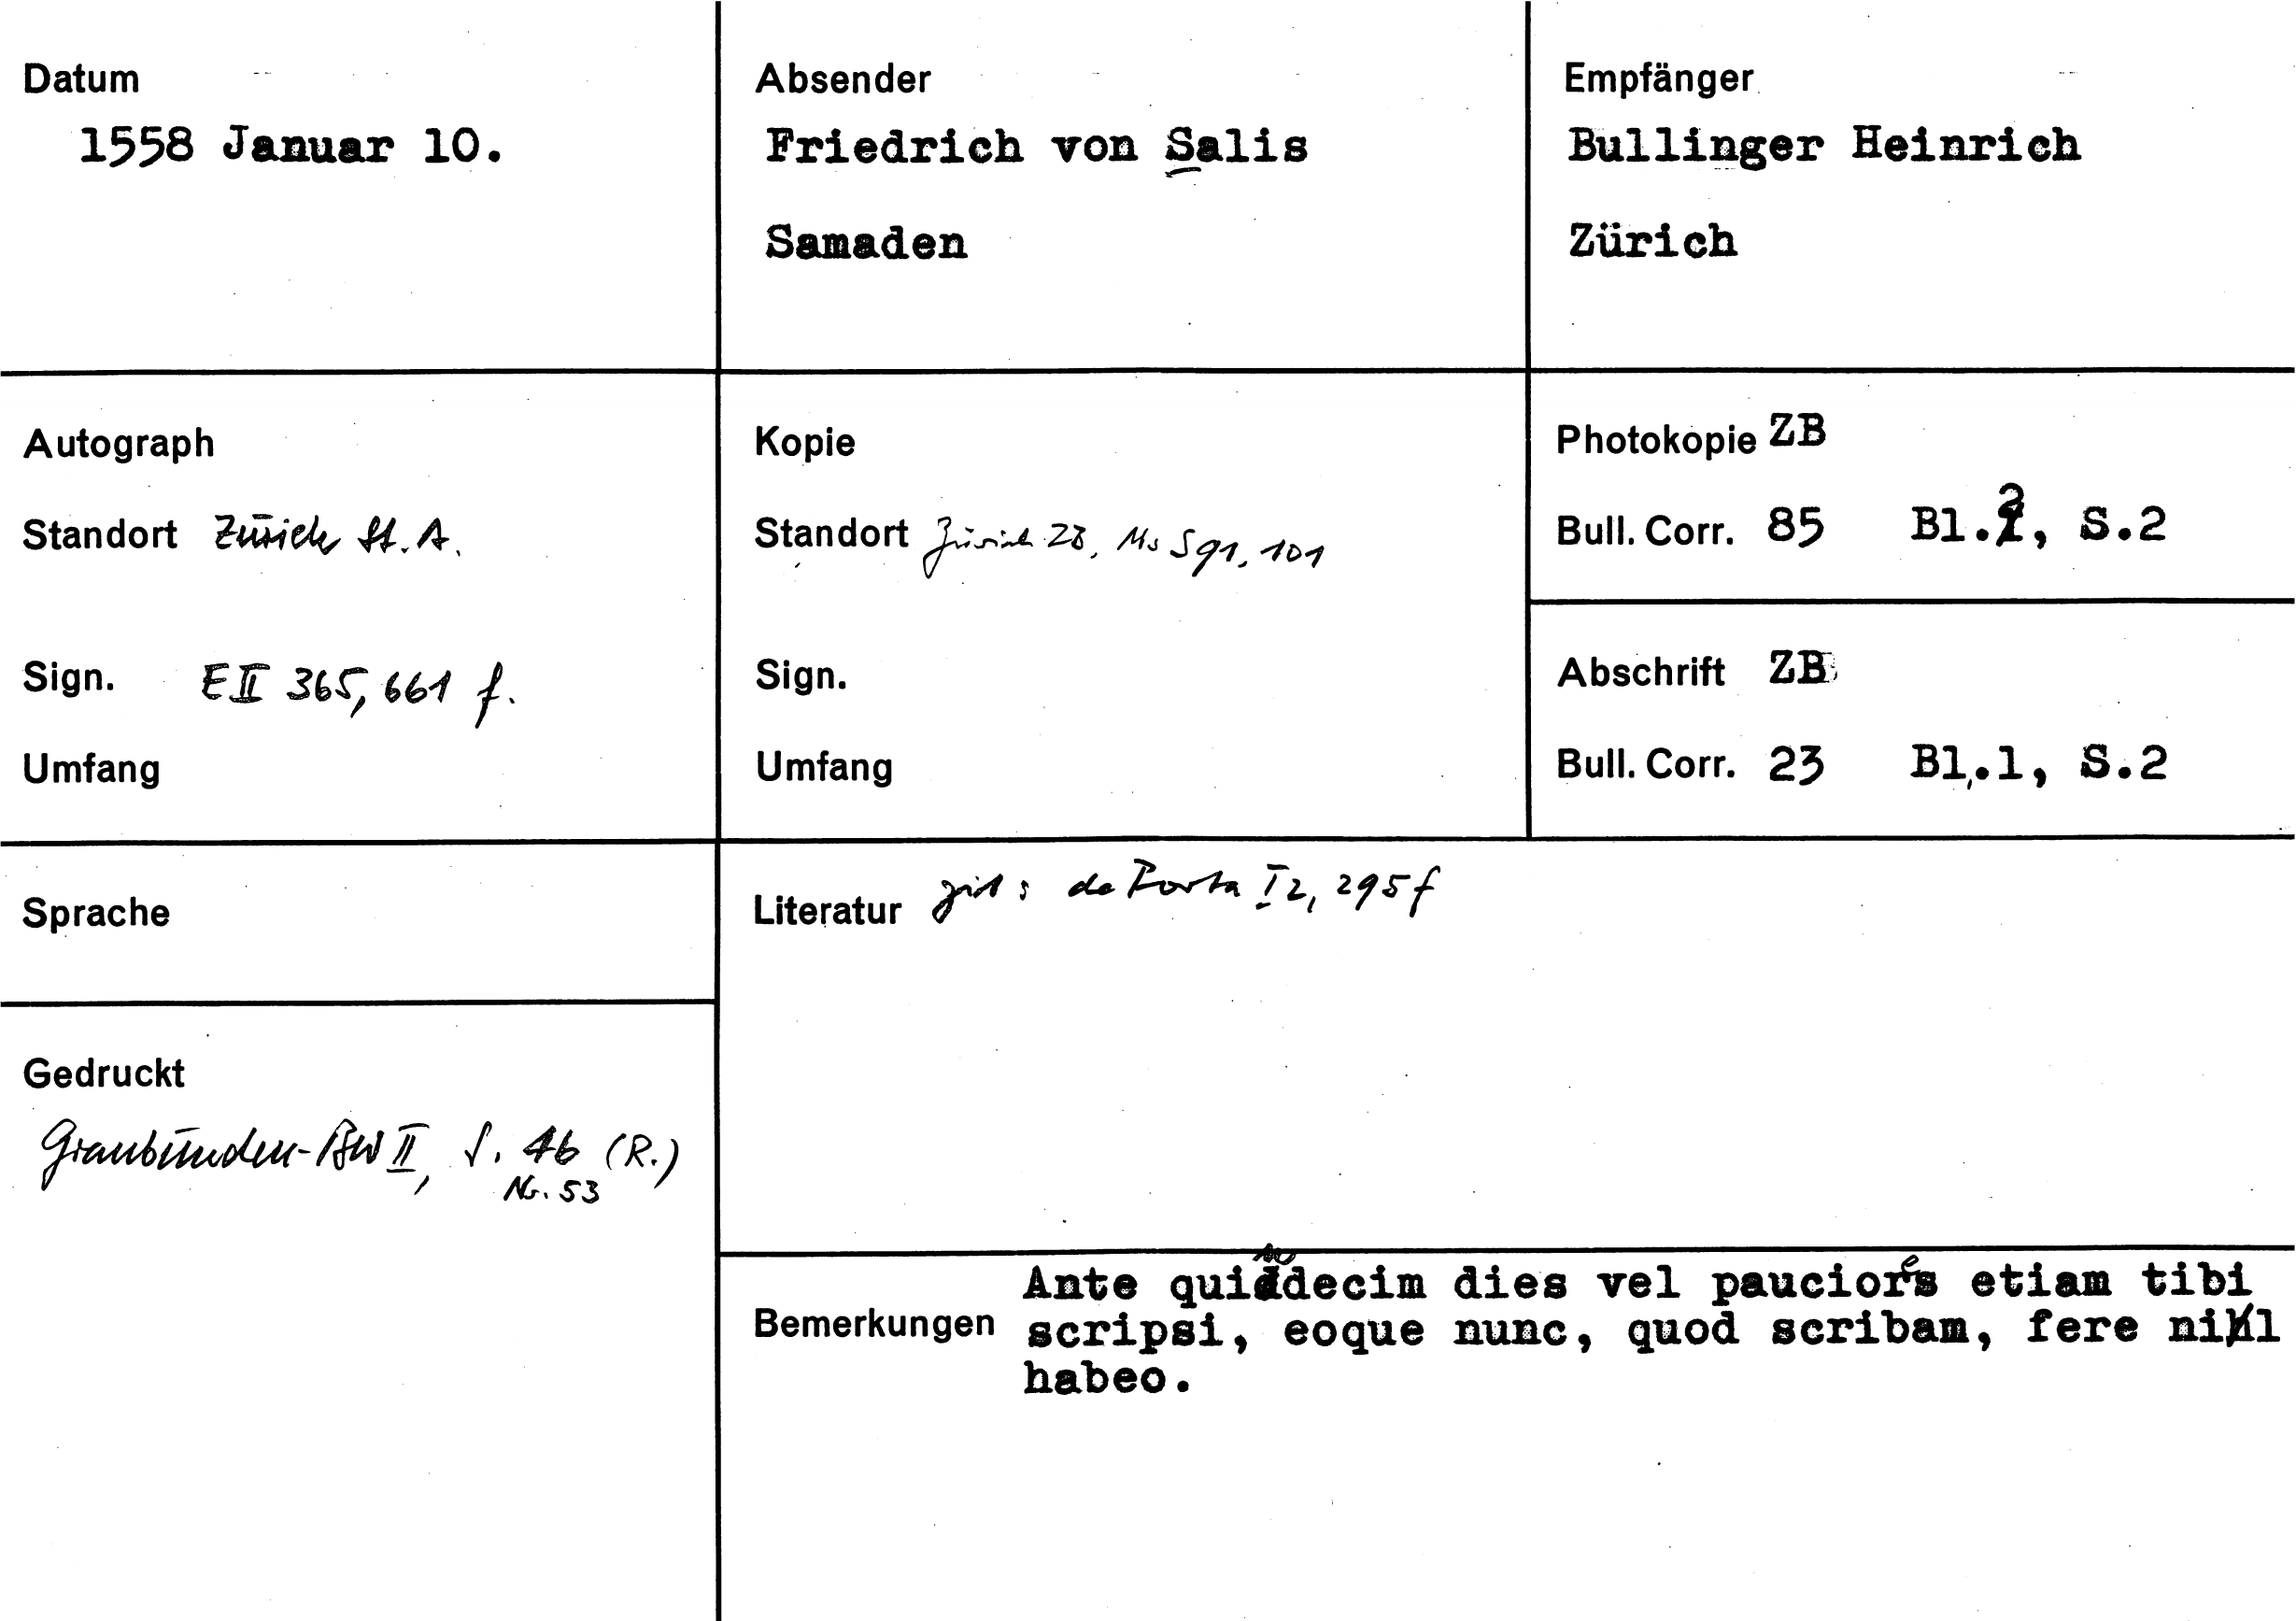 Datum
1558 Januar 10.
Absender
Friedrich von Salis
Samaden
Empfänger
Bullinger Heinrich
Zürich
Autograph
Standort Zürich St. A.
Sign. E II 365, 661 f.
Umfang
Kopie
Standort Zürich ZB, Ms S 91, 101
Sign.
Umfang
Photokopie ZB
Bull. Corr. 85 Bl.2, S.2
Abschrift ZB
Bull. Corr. 23 Bl.1, S.2
Sprache
Gedruckt
Graubünden-BW II, S. 46 (R.)
Nr. 53
Literatur zit: de Porta I 2, 295 f
Bemerkungen
Ante quindecim dies vel pauciores etiam tibi
scripsi, eoque nunc, quod scribam, fere nihil
habeo.